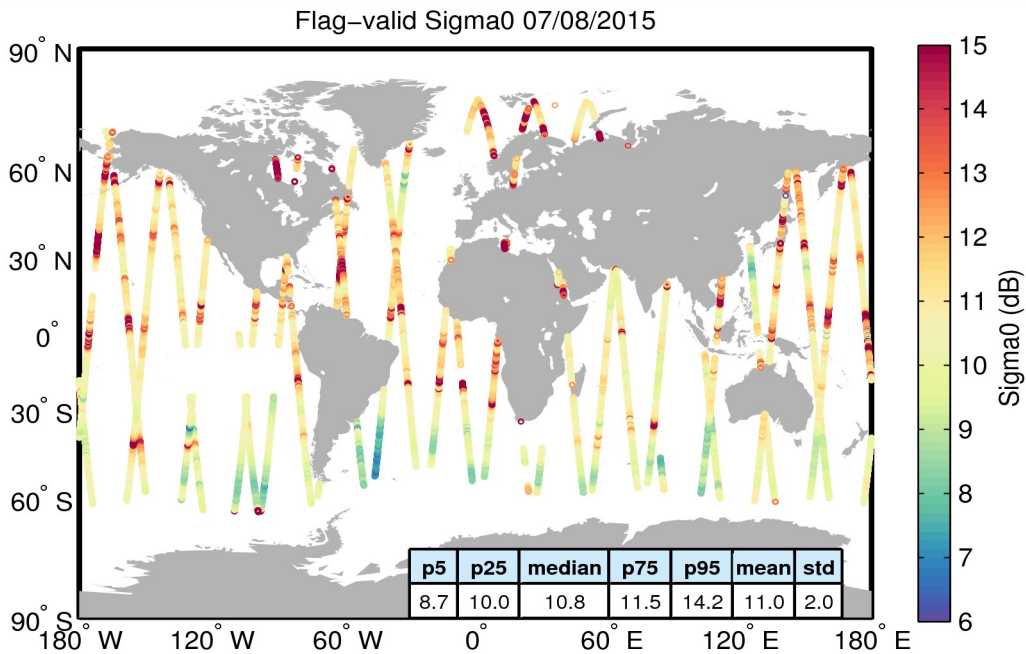 Flag−valid Sigma0 07/08/2015
90° N
60° N
30° N
0°
30° S
60° S
90° S
180° W
120° W
60° W
0°
60° E
120° E
180° E
15
14
13
12
11
10
9
8
7
6
Sigma0 (dB)
p5 p25 median p75 p95 mean std
8.7 10.0 10.8 11.5 14.2 11.0 2.0